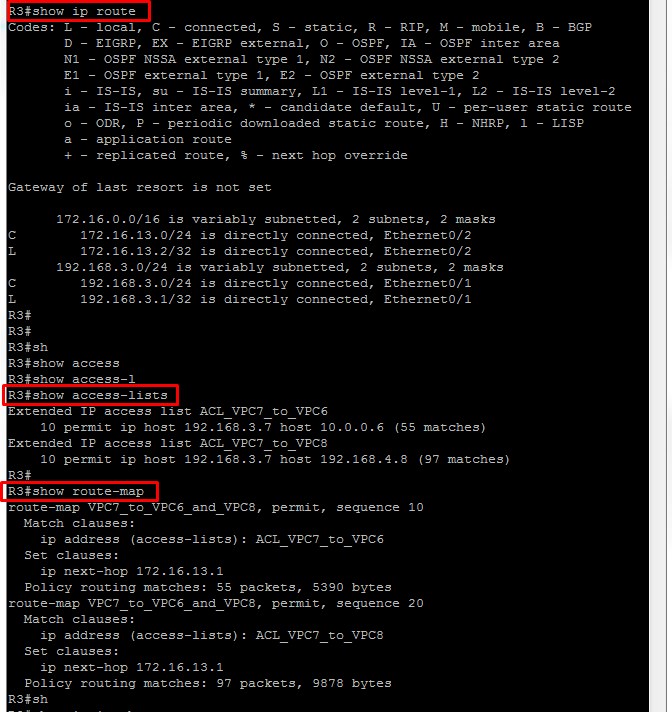 R3#show ip route
Codes: L - local, C - connected, S - static, R - RIP, M - mobile, B - BGP
D - EIGRP, EX - EIGRP external, O - OSPF, IA - OSPF inter area
N1 - OSPF NSSA external type 1, N2 - OSPF NSSA external type 2
E1 - OSPF external type 1, E2 - OSPF external type 2
i - IS-IS, su - IS-IS summary, L1 - IS-IS level-1, L2 - IS-IS level-2
ia - IS-IS inter area, * - candidate default, U - per-user static route
o - ODR, P - periodic downloaded static route, H - NHRP, l - LISP
a - application route
+ - replicated route, % - next hop override
Gateway of last resort is not set
172.16.0.0/16 is variably subnetted, 2 subnets, 2 masks
C 172.16.13.0/24 is directly connected, Ethernet0/2
L 172.16.13.2/32 is directly connected, Ethernet0/2
192.168.3.0/24 is variably subnetted, 2 subnets, 2 masks
C 192.168.3.0/24 is directly connected, Ethernet0/1
L 192.168.3.1/32 is directly connected, Ethernet0/1
R3#
R3#
R3#sh
R3#show access
R3#show access-l
R3#show access-lists
Extended IP access list ACL_VPC7_to_VPC6
10 permit ip host 192.168.3.7 host 10.0.0.6 (55 matches)
Extended IP access list ACL_VPC7_to_VPC8
10 permit ip host 192.168.3.7 host 192.168.4.8 (97 matches)
R3#
R3#show route-map
route-map VPC7_to_VPC6_and_VPC8, permit, sequence 10
Match clauses:
ip address (access-lists): ACL_VPC7_to_VPC6
Set clauses:
ip next-hop 172.16.13.1
Policy routing matches: 55 packets, 5390 bytes
route-map VPC7_to_VPC6_and_VPC8, permit, sequence 20
Match clauses:
ip address (access-lists): ACL_VPC7_to_VPC8
Set clauses:
ip next-hop 172.16.13.1
Policy routing matches: 97 packets, 9878 bytes
R3#sh